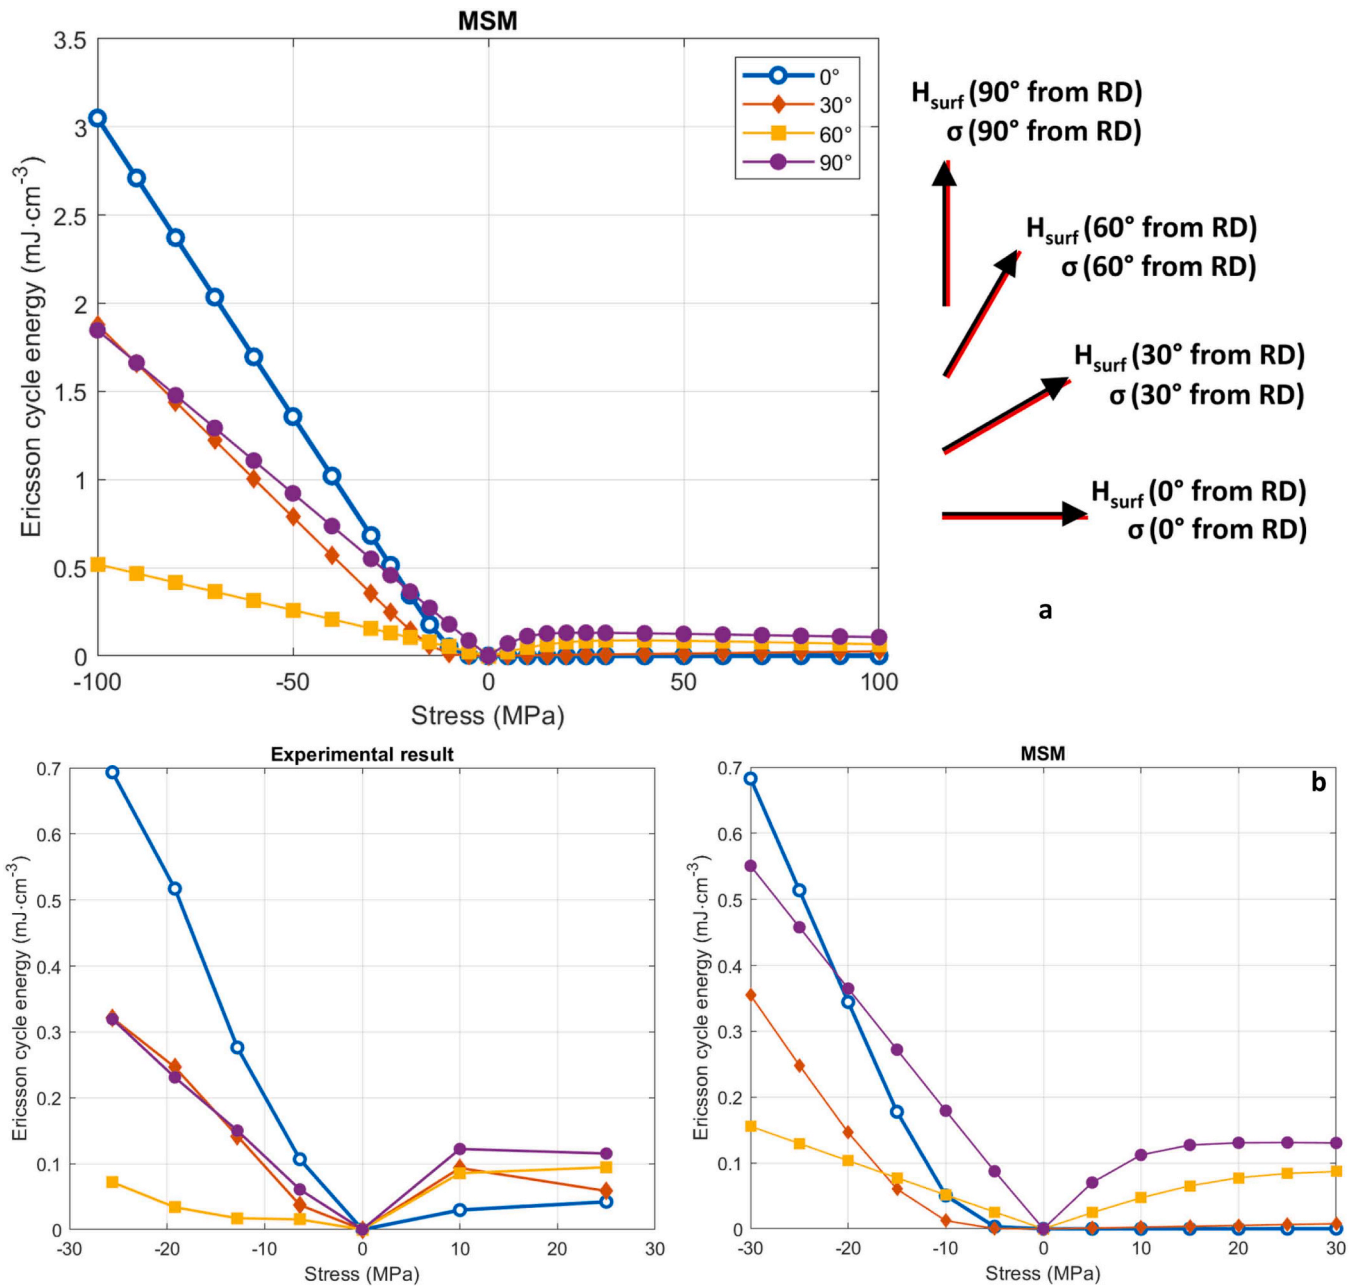 MSM
3.5
3
2.5
2
1.5
1
0.5
0
Ericsson cycle energy (mJ·cm-3)
-100
-50
0
50
100
Stress (MPa)
0°
30°
60°
90°
Hsurf (90° from RD)
σ (90° from RD)
Hsurf (60° from RD)
σ (60° from RD)
Hsurf (30° from RD)
σ (30° from RD)
Hsurf (0° from RD)
σ (0° from RD)
a
Experimental result
0.7
0.6
0.5
0.4
0.3
0.2
0.1
0
Ericsson cycle energy (mJ·cm-3)
-30
-20
-10
0
10
20
30
Stress (MPa)
MSM
b
0.7
0.6
0.5
0.4
0.3
0.2
0.1
0
Ericsson cycle energy (mJ·cm-3)
-30
-20
-10
0
10
20
30
Stress (MPa)